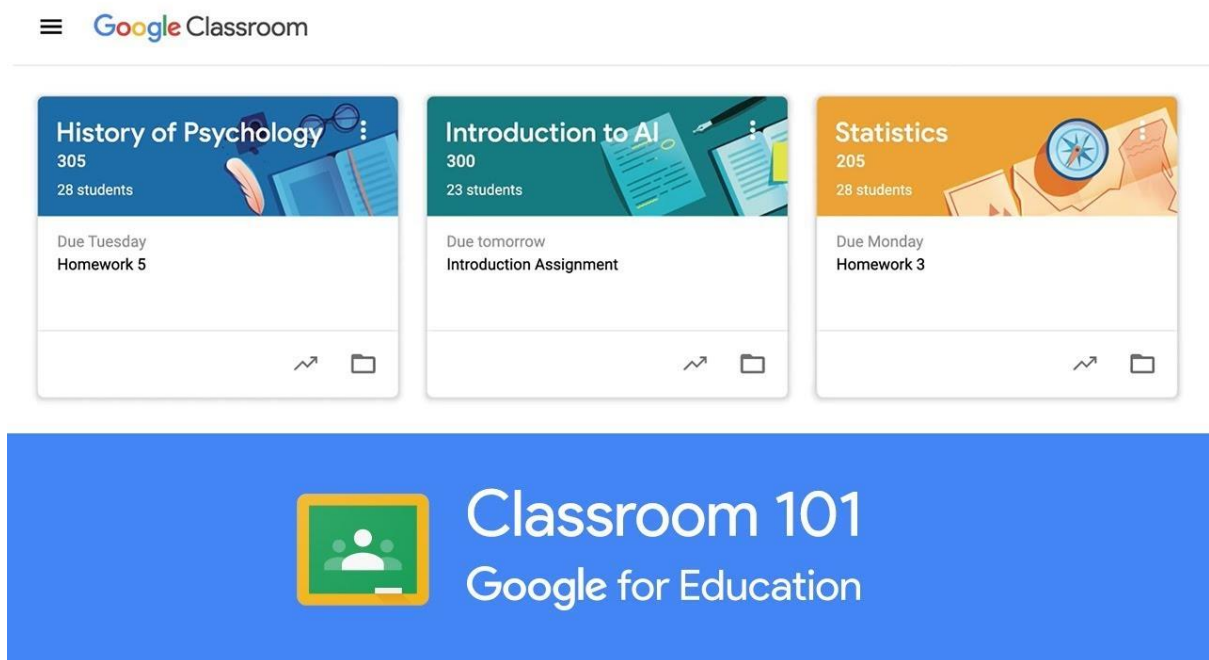 Google Classroom
History of Psychology
305
28 students
Due Tuesday
Homework 5
Introduction to AI
300
23 students
Due tomorrow
Introduction Assignment
Statistics
205
28 students
Due Monday
Homework 3
Classroom 101
Google for Education